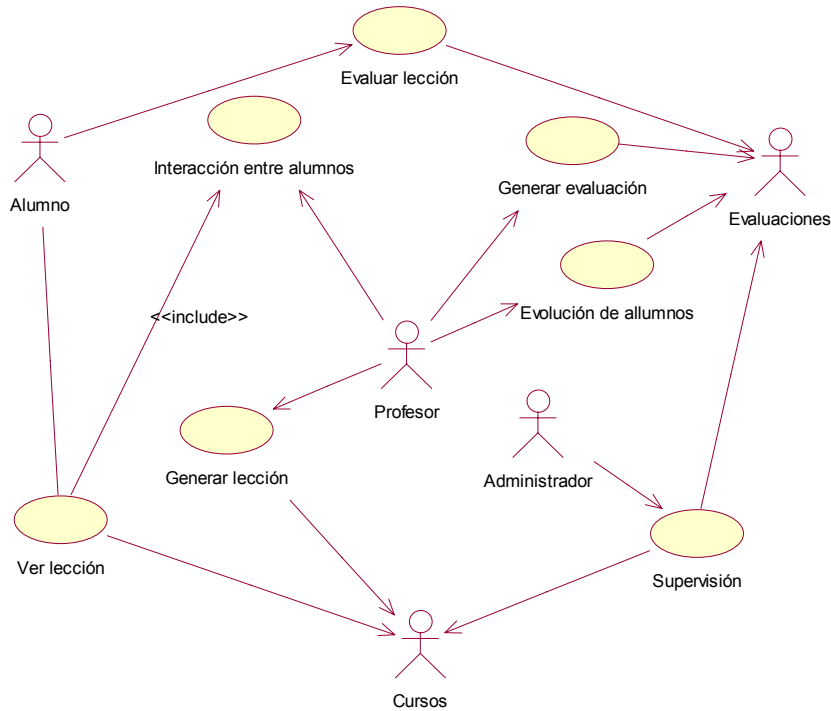 Evaluar lección
Interacción entre alumnos
Generar evaluación
Alumno
Evaluaciones
<<include>>
Evolución de allumnos
Profesor
Generar lección
Administrador
Ver lección
Supervisión
Cursos